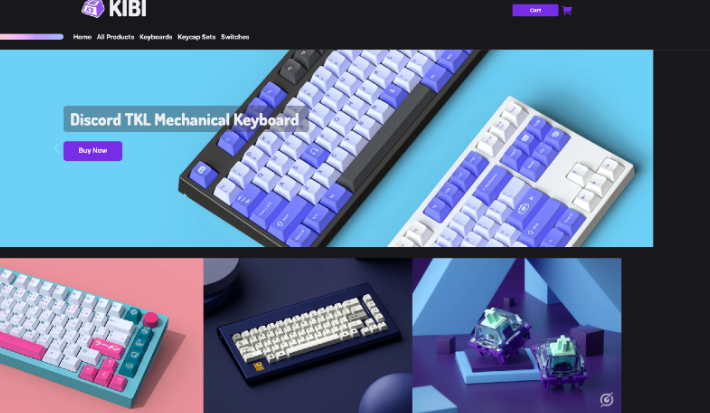 KIBI
Cart
Home All Products Keyboards Keycap Sets Switches
Discord TKL Mechanical Keyboard
Buy Now